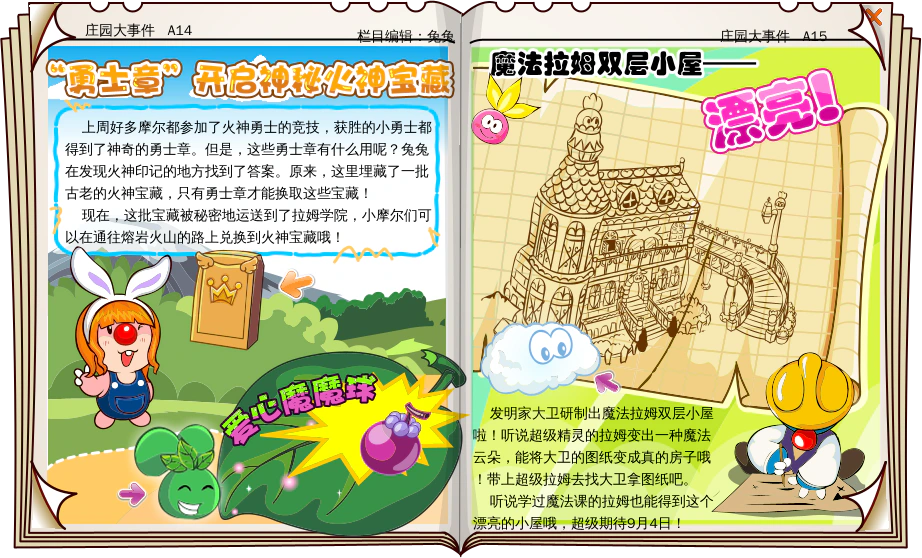 庄园大事件 A14
栏目编辑：兔兔
“勇士章”开启神秘火神宝藏
上周好多摩尔都参加了火神勇士的竞技，获胜的小勇士都
得到了神奇的勇士章。但是，这些勇士章有什么用呢？兔兔
在发现火神印记的地方找到了答案。原来，这里埋藏了一批
古老的火神宝藏，只有勇士章才能换取这些宝藏！
现在，这批宝藏被秘密地运送到了拉姆学院，小摩尔们可
以在通往熔岩火山的路上兑换到火神宝藏哦！
爱心魔魔球
庄园大事件 A15
魔法拉姆双层小屋——
漂亮！
发明家大卫研制出魔法拉姆双层小屋
啦！听说超级精灵的拉姆变出一种魔法
云朵，能将大卫的图纸变成真的房子哦
！带上超级拉姆去找大卫拿图纸吧。
听说学过魔法课的拉姆也能得到这个
漂亮的小屋哦，超级期待9月4日！